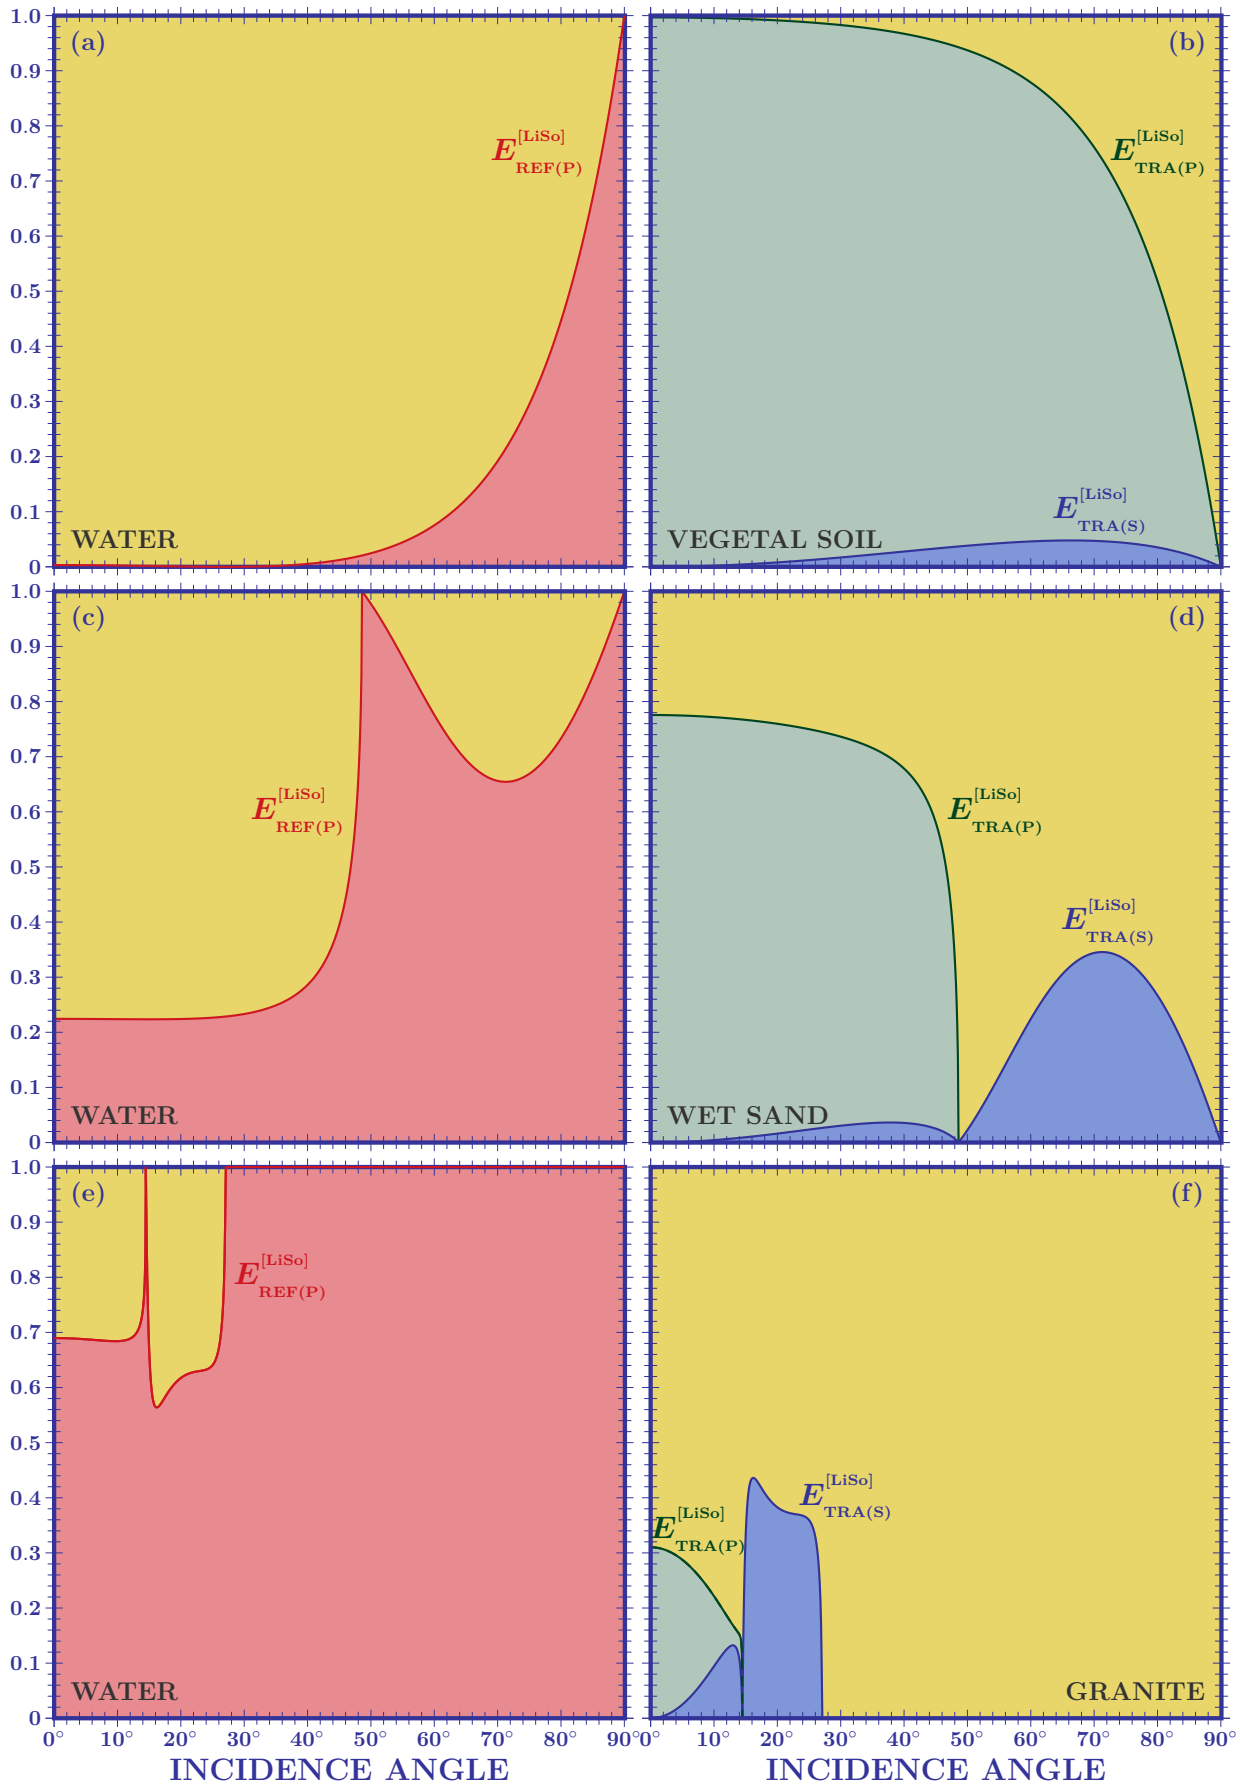 1.0
0.9
0.8
0.7
0.6
0.5
0.4
0.3
0.2
0.1
0
(a)
E[LiSo]REF(P)
WATER
(b)
E[LiSo]TRA(P)
E[LiSo]TRA(S)
VEGETAL SOIL
1.0
0.9
0.8
0.7
0.6
0.5
0.4
0.3
0.2
0.1
0
(c)
E[LiSo]REF(P)
WATER
(d)
E[LiSo]TRA(P)
E[LiSo]TRA(S)
WET SAND
1.0
0.9
0.8
0.7
0.6
0.5
0.4
0.3
0.2
0.1
0
(e)
E[LiSo]REF(P)
WATER
(f)
E[LiSo]TRA(S)
E[LiSo]TRA(P)
GRANITE
0° 10° 20° 30° 40° 50° 60° 70° 80° 90°
0° 10° 20° 30° 40° 50° 60° 70° 80° 90°
INCIDENCE ANGLE
INCIDENCE ANGLE